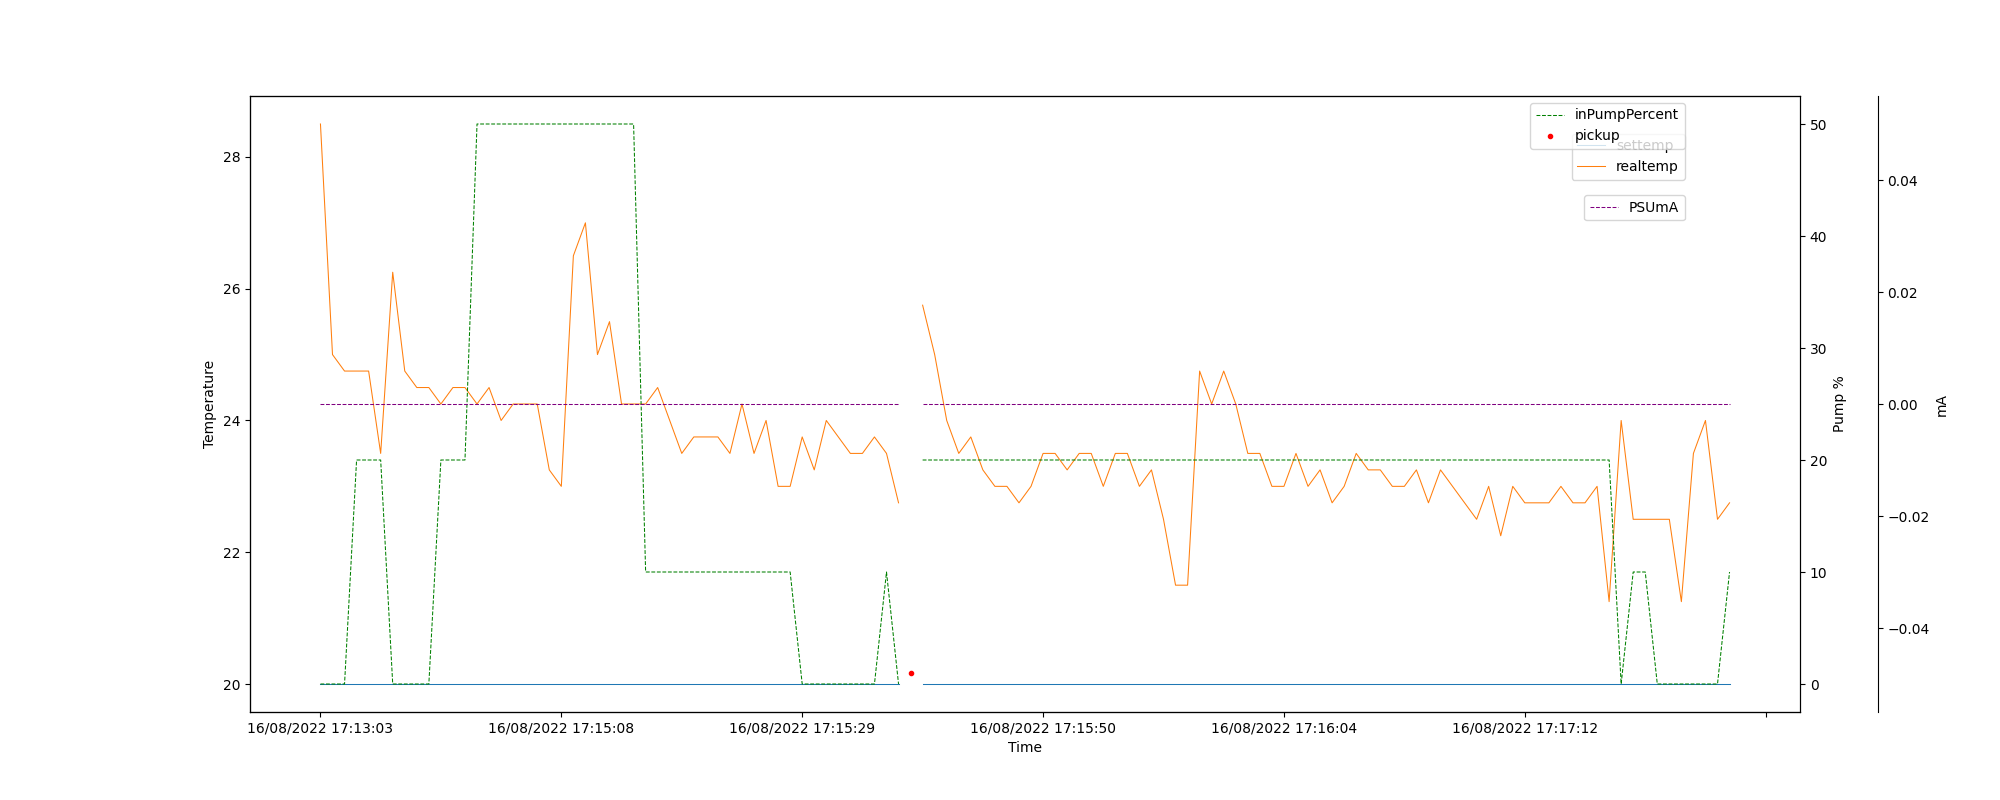 inPumpPercent
pickup
settemp
realtemp
PSUmA
28
26
24
22
20
Temperature
50
40
30
20
10
0
Pump %
0.04
0.02
0.00
−0.02
−0.04
mA
16/08/2022 17:13:03
16/08/2022 17:15:08
16/08/2022 17:15:29
16/08/2022 17:15:50
16/08/2022 17:16:04
16/08/2022 17:17:12
Time